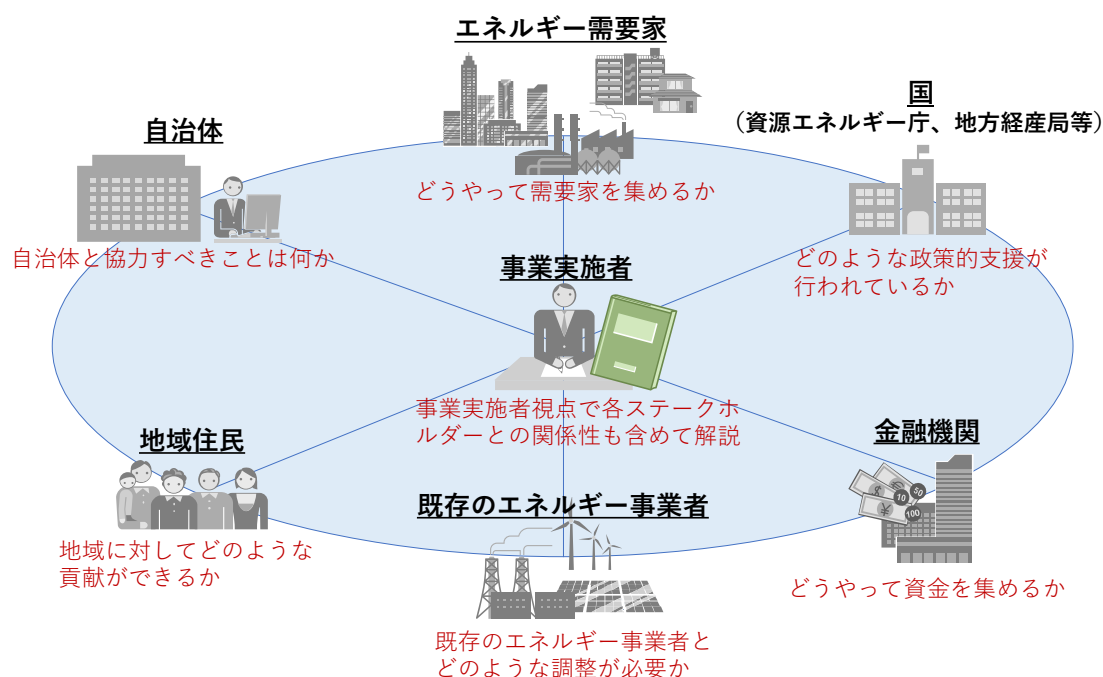 エネルギー需要家
どうやって需要家を集めるか
国
（資源エネルギー庁、地方経産局等）
どのような政策的支援が
行われているか
自治体
自治体と協力すべきことは何か
事業実施者
事業実施者視点で各ステークホ
ルダーとの関係性も含めて解説
地域住民
地域に対してどのような
貢献ができるか
既存のエネルギー事業者
既存のエネルギー事業者と
どのような調整が必要か
金融機関
10
50
100
¥
$
どうやって資金を集めるか